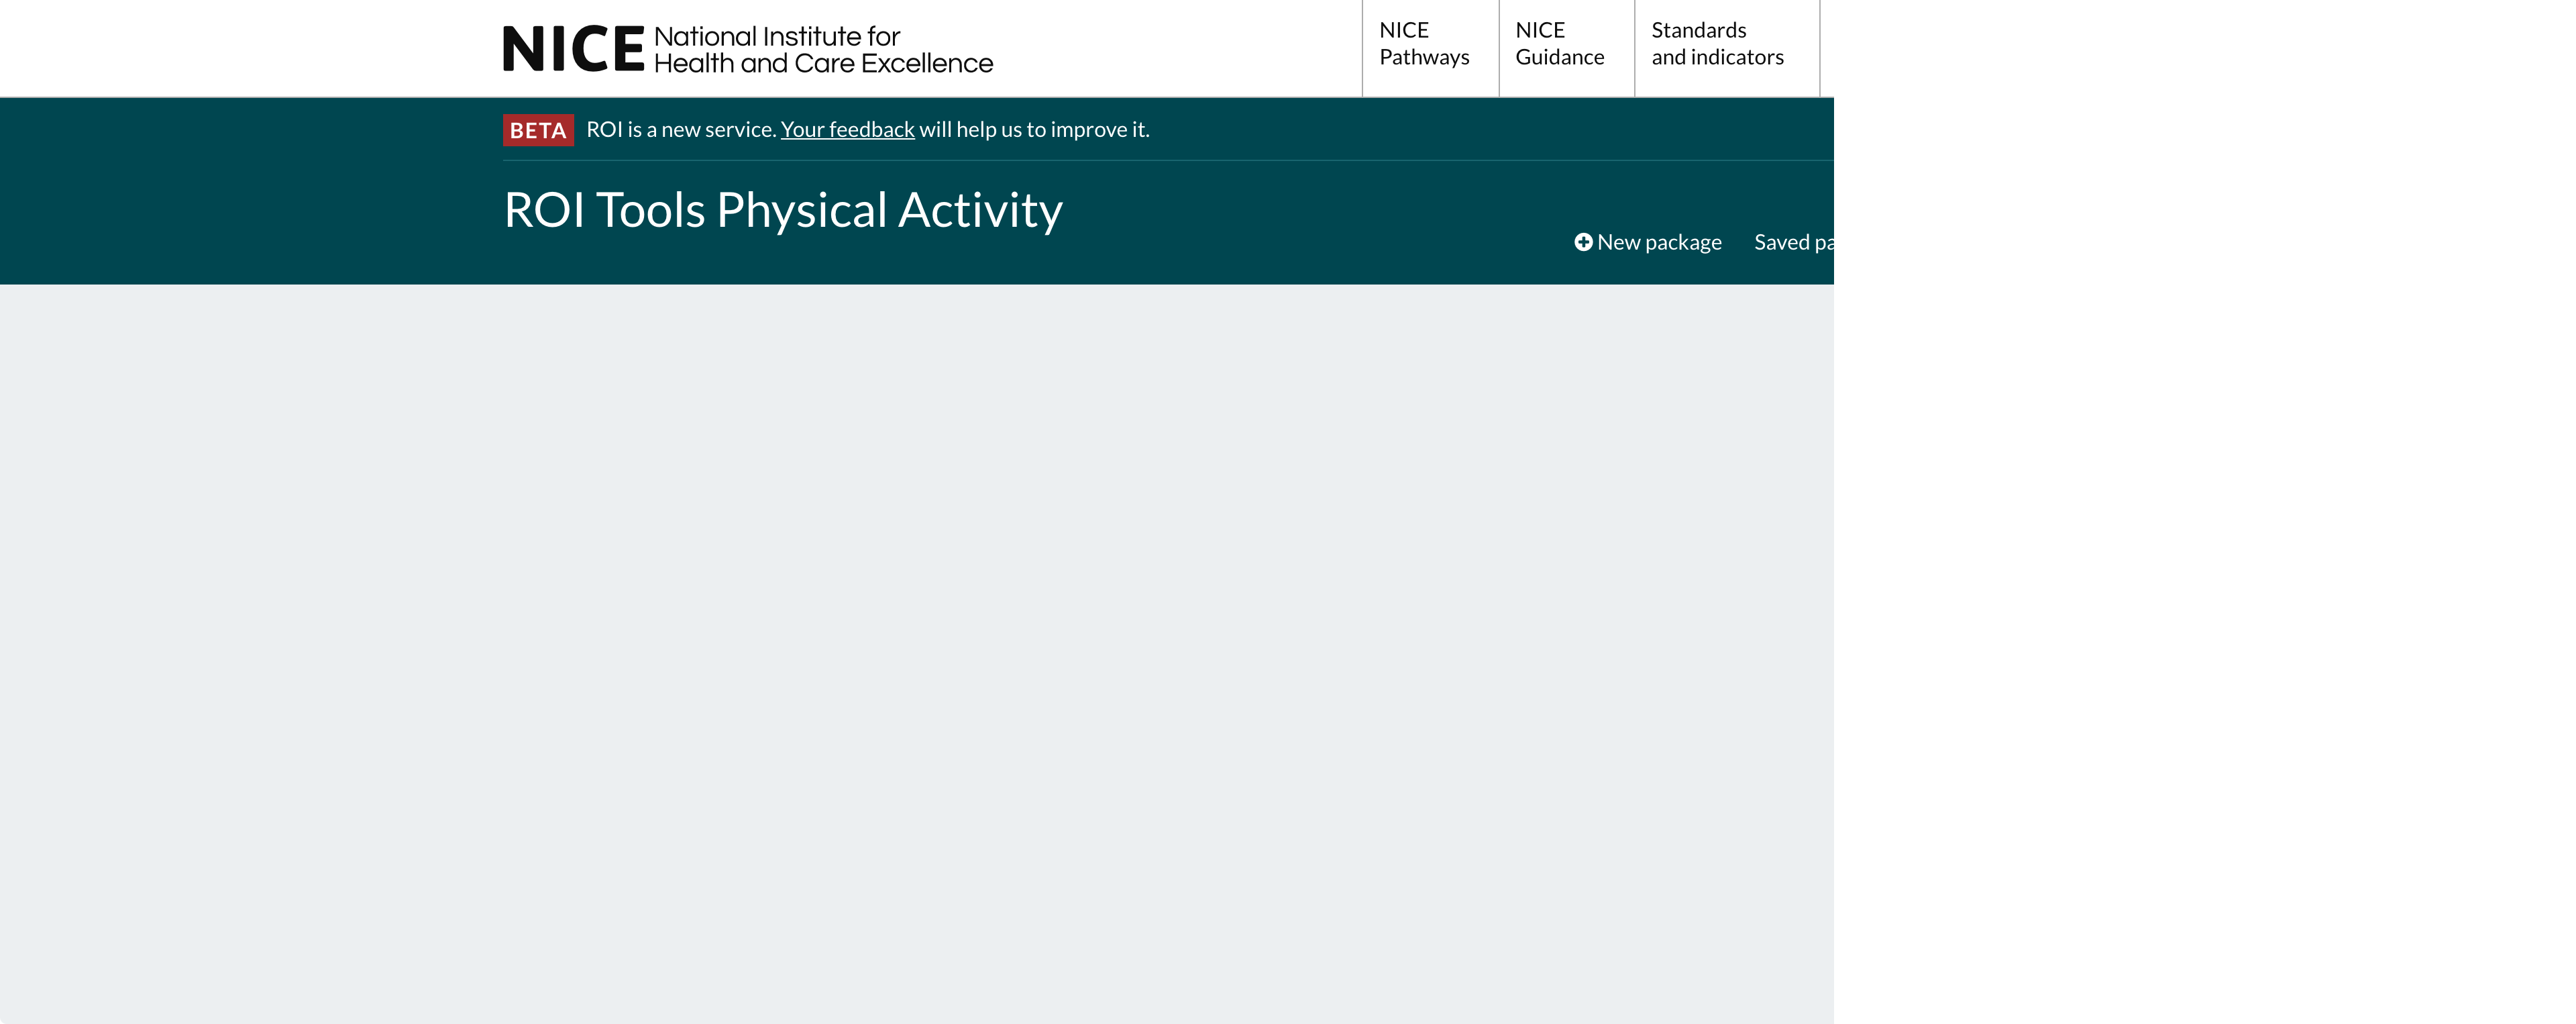 NICE National Institute for
Health and Care Excellence
NICE
Pathways
NICE
Guidance
Standards
and indicators
BETA ROI is a new service. Your feedback will help us to improve it.
ROI Tools Physical Activity
New package
Saved pa